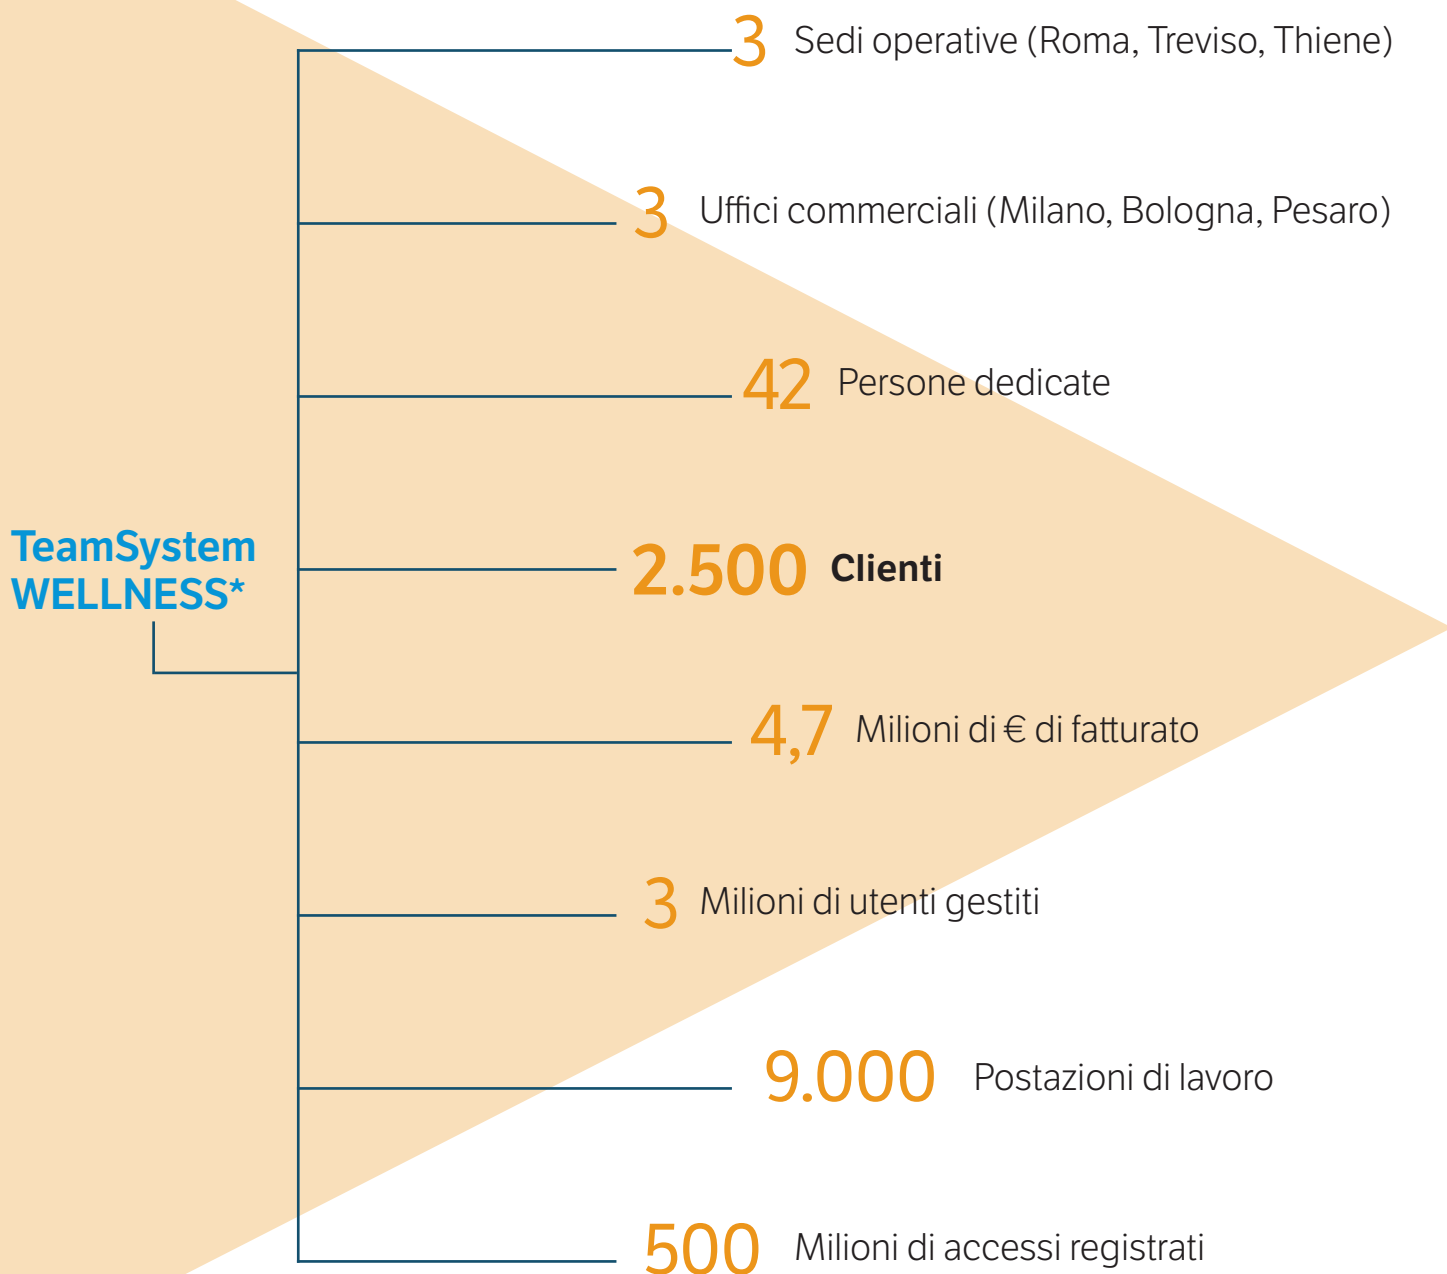 3 Sedi operative (Roma, Treviso, Thiene)
3 Uffici commerciali (Milano, Bologna, Pesaro)
42 Persone dedicate
TeamSystem
WELLNESS*
2.500 Clienti
4,7 Milioni di € di fatturato
3 Milioni di utenti gestiti
9.000 Postazioni di lavoro
500 Milioni di accessi registrati